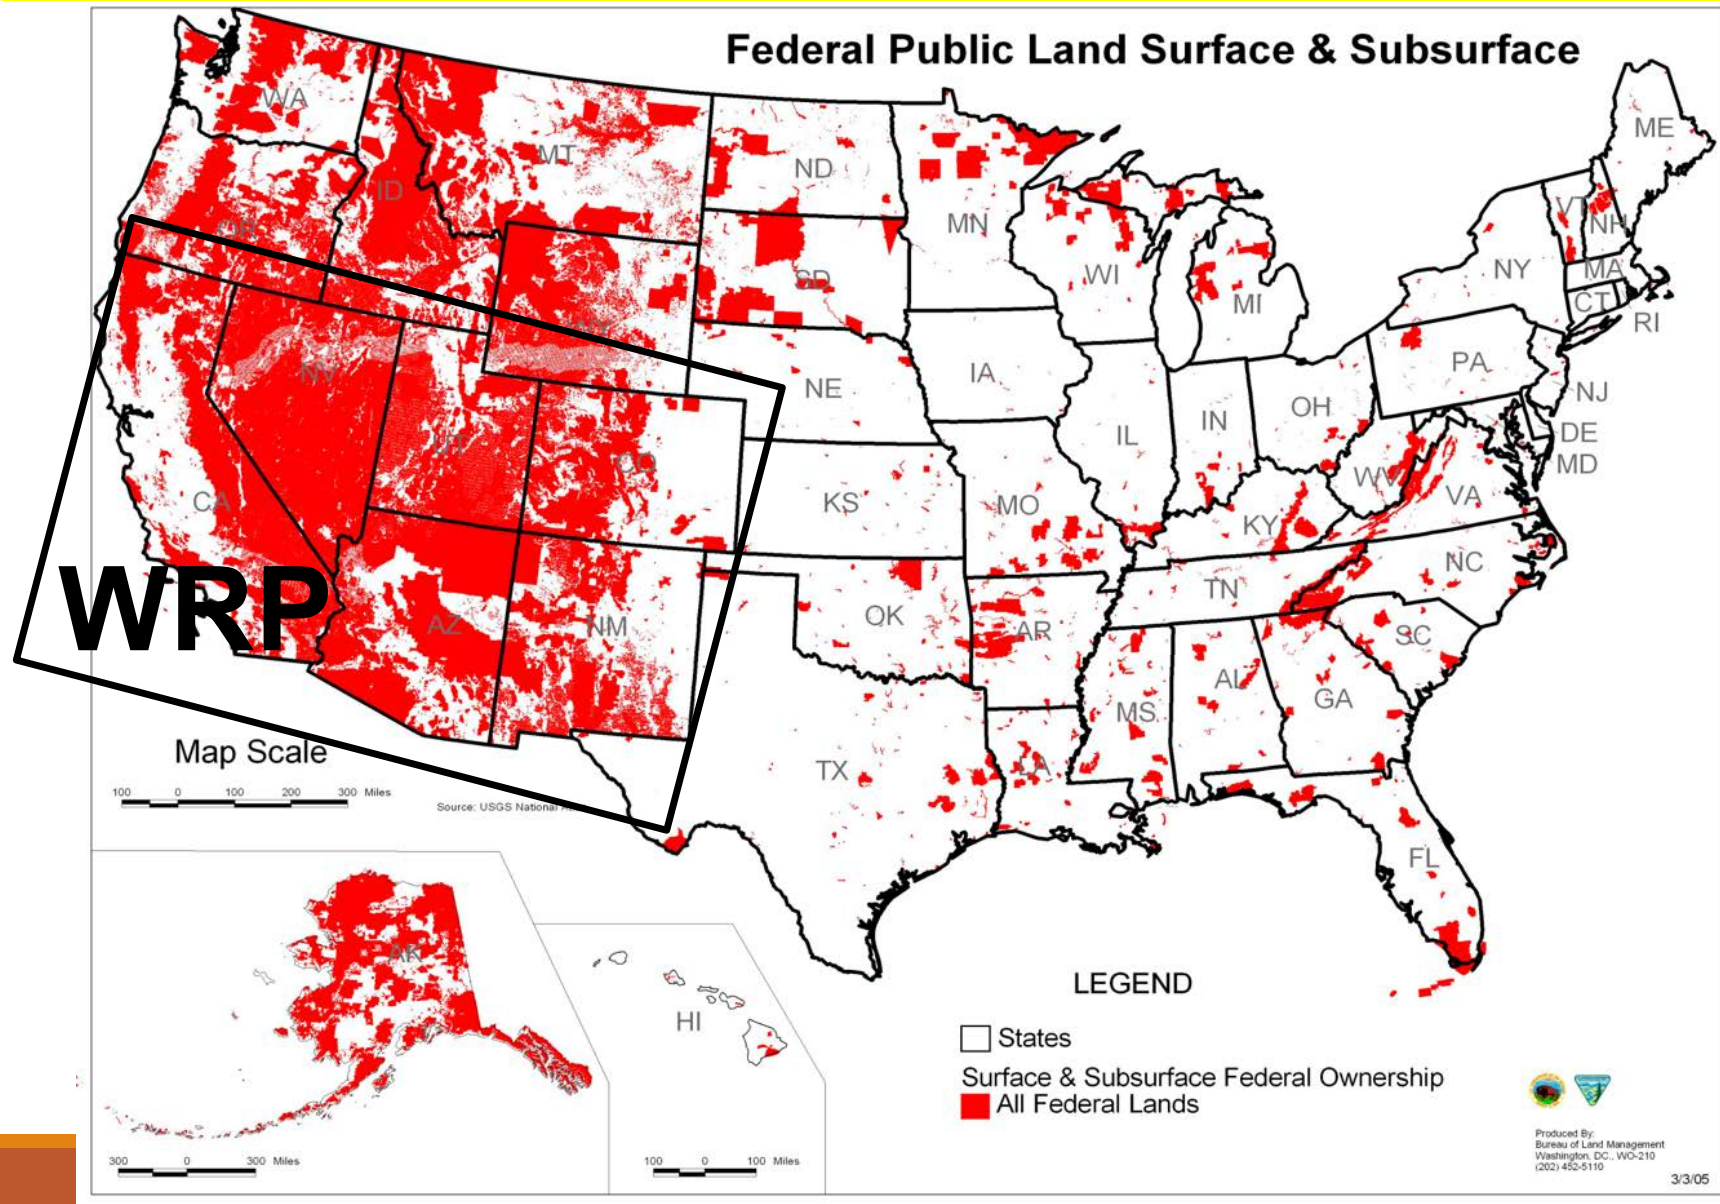 Federal Public Land Surface & Subsurface
WA
MT
ND
MN
ME
ID
OR
SD
WI
MI
VT
NH
NY
MA
CT
RI
WY
NV
NE
IA
PA
NJ
UT
CO
IL
IN
OH
DE
MD
CA
KS
MO
WV
VA
KY
WRP
AZ
NM
OK
AR
TN
NC
SC
MS
AL
GA
TX
LA
FL
Map Scale
100 0 100 200 300 Miles
Source: USGS National
AK
HI
300 0 300 Miles
100 0 100 Miles
LEGEND
States
Surface & Subsurface Federal Ownership
All Federal Lands
Produced By:
Bureau of Land Management
Washington, DC., WO-210
(202) 452-5110
3/3/05